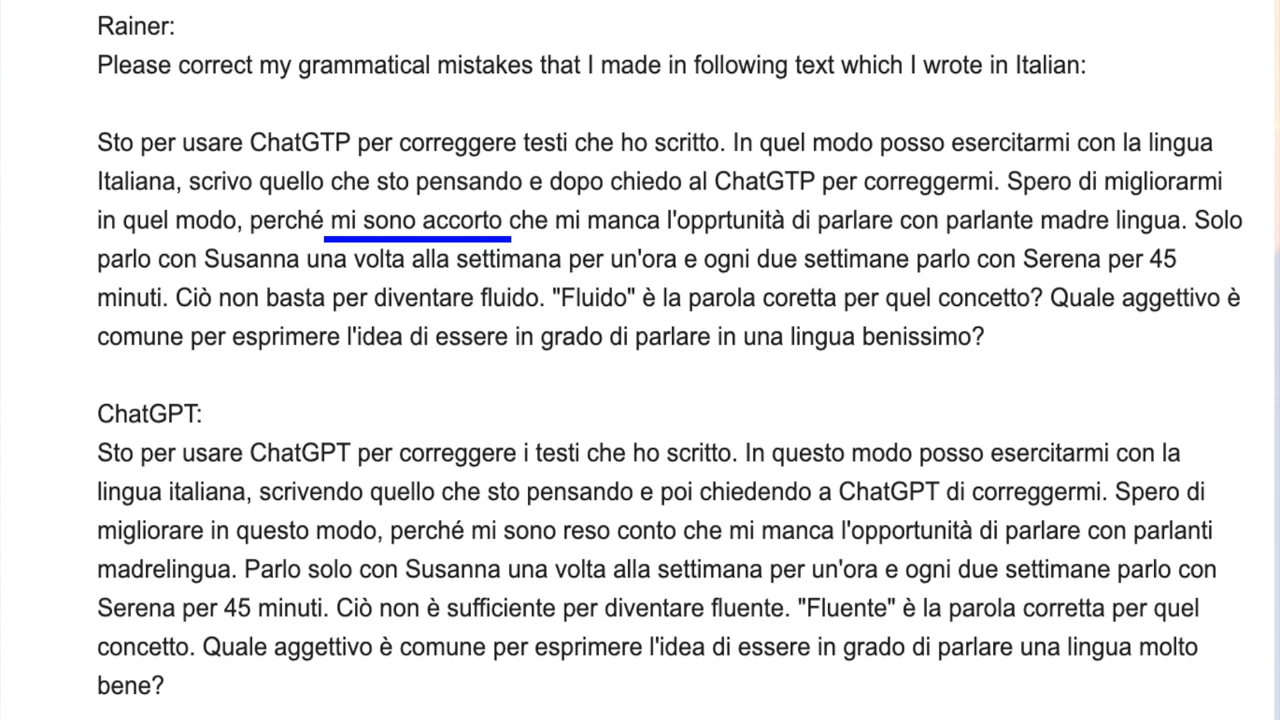 Rainer:
Please correct my grammatical mistakes that I made in following text which I wrote in Italian:
Sto per usare ChatGTP per correggere testi che ho scritto. In quel modo posso esercitarmi con la lingua
Italiana, scrivo quello che sto pensando e dopo chiedo al ChatGTP per correggermi. Spero di migliorarmi
in quel modo, perché mi sono accorto che mi manca l'opprtunità di parlare con parlante madre lingua. Solo
parlo con Susanna una volta alla settimana per un'ora e ogni due settimane parlo con Serena per 45
minuti. Ciò non basta per diventare fluido. "Fluido" è la parola coretta per quel concetto? Quale aggettivo è
comune per esprimere l'idea di essere in grado di parlare in una lingua benissimo?
ChatGPT:
Sto per usare ChatGPT per correggere i testi che ho scritto. In questo modo posso esercitarmi con la
lingua italiana, scrivendo quello che sto pensando e poi chiedendo a ChatGPT di correggermi. Spero di
migliorare in questo modo, perché mi sono reso conto che mi manca l'opportunità di parlare con parlanti
madrelingua. Parlo solo con Susanna una volta alla settimana per un'ora e ogni due settimane parlo con
Serena per 45 minuti. Ciò non è sufficiente per diventare fluente. "Fluente" è la parola corretta per quel
concetto. Quale aggettivo è comune per esprimere l'idea di essere in grado di parlare una lingua molto
bene?